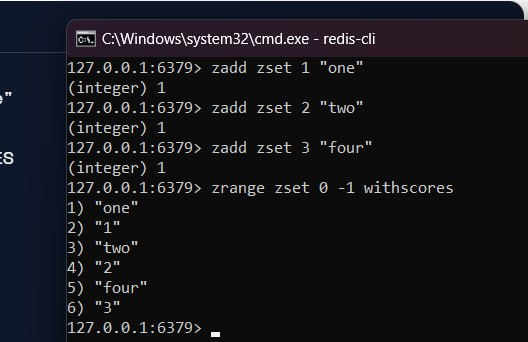 C:\Windows\system32\cmd.exe - redis-cli
e"
ES
127.0.0.1:6379> zadd zset 1 "one"
(integer) 1
127.0.0.1:6379> zadd zset 2 "two"
(integer) 1
127.0.0.1:6379> zadd zset 3 "four"
(integer) 1
127.0.0.1:6379> zrange zset 0 -1 withscores
1) "one"
2) "1"
3) "two"
4) "2"
5) "four"
6) "3"
127.0.0.1:6379>